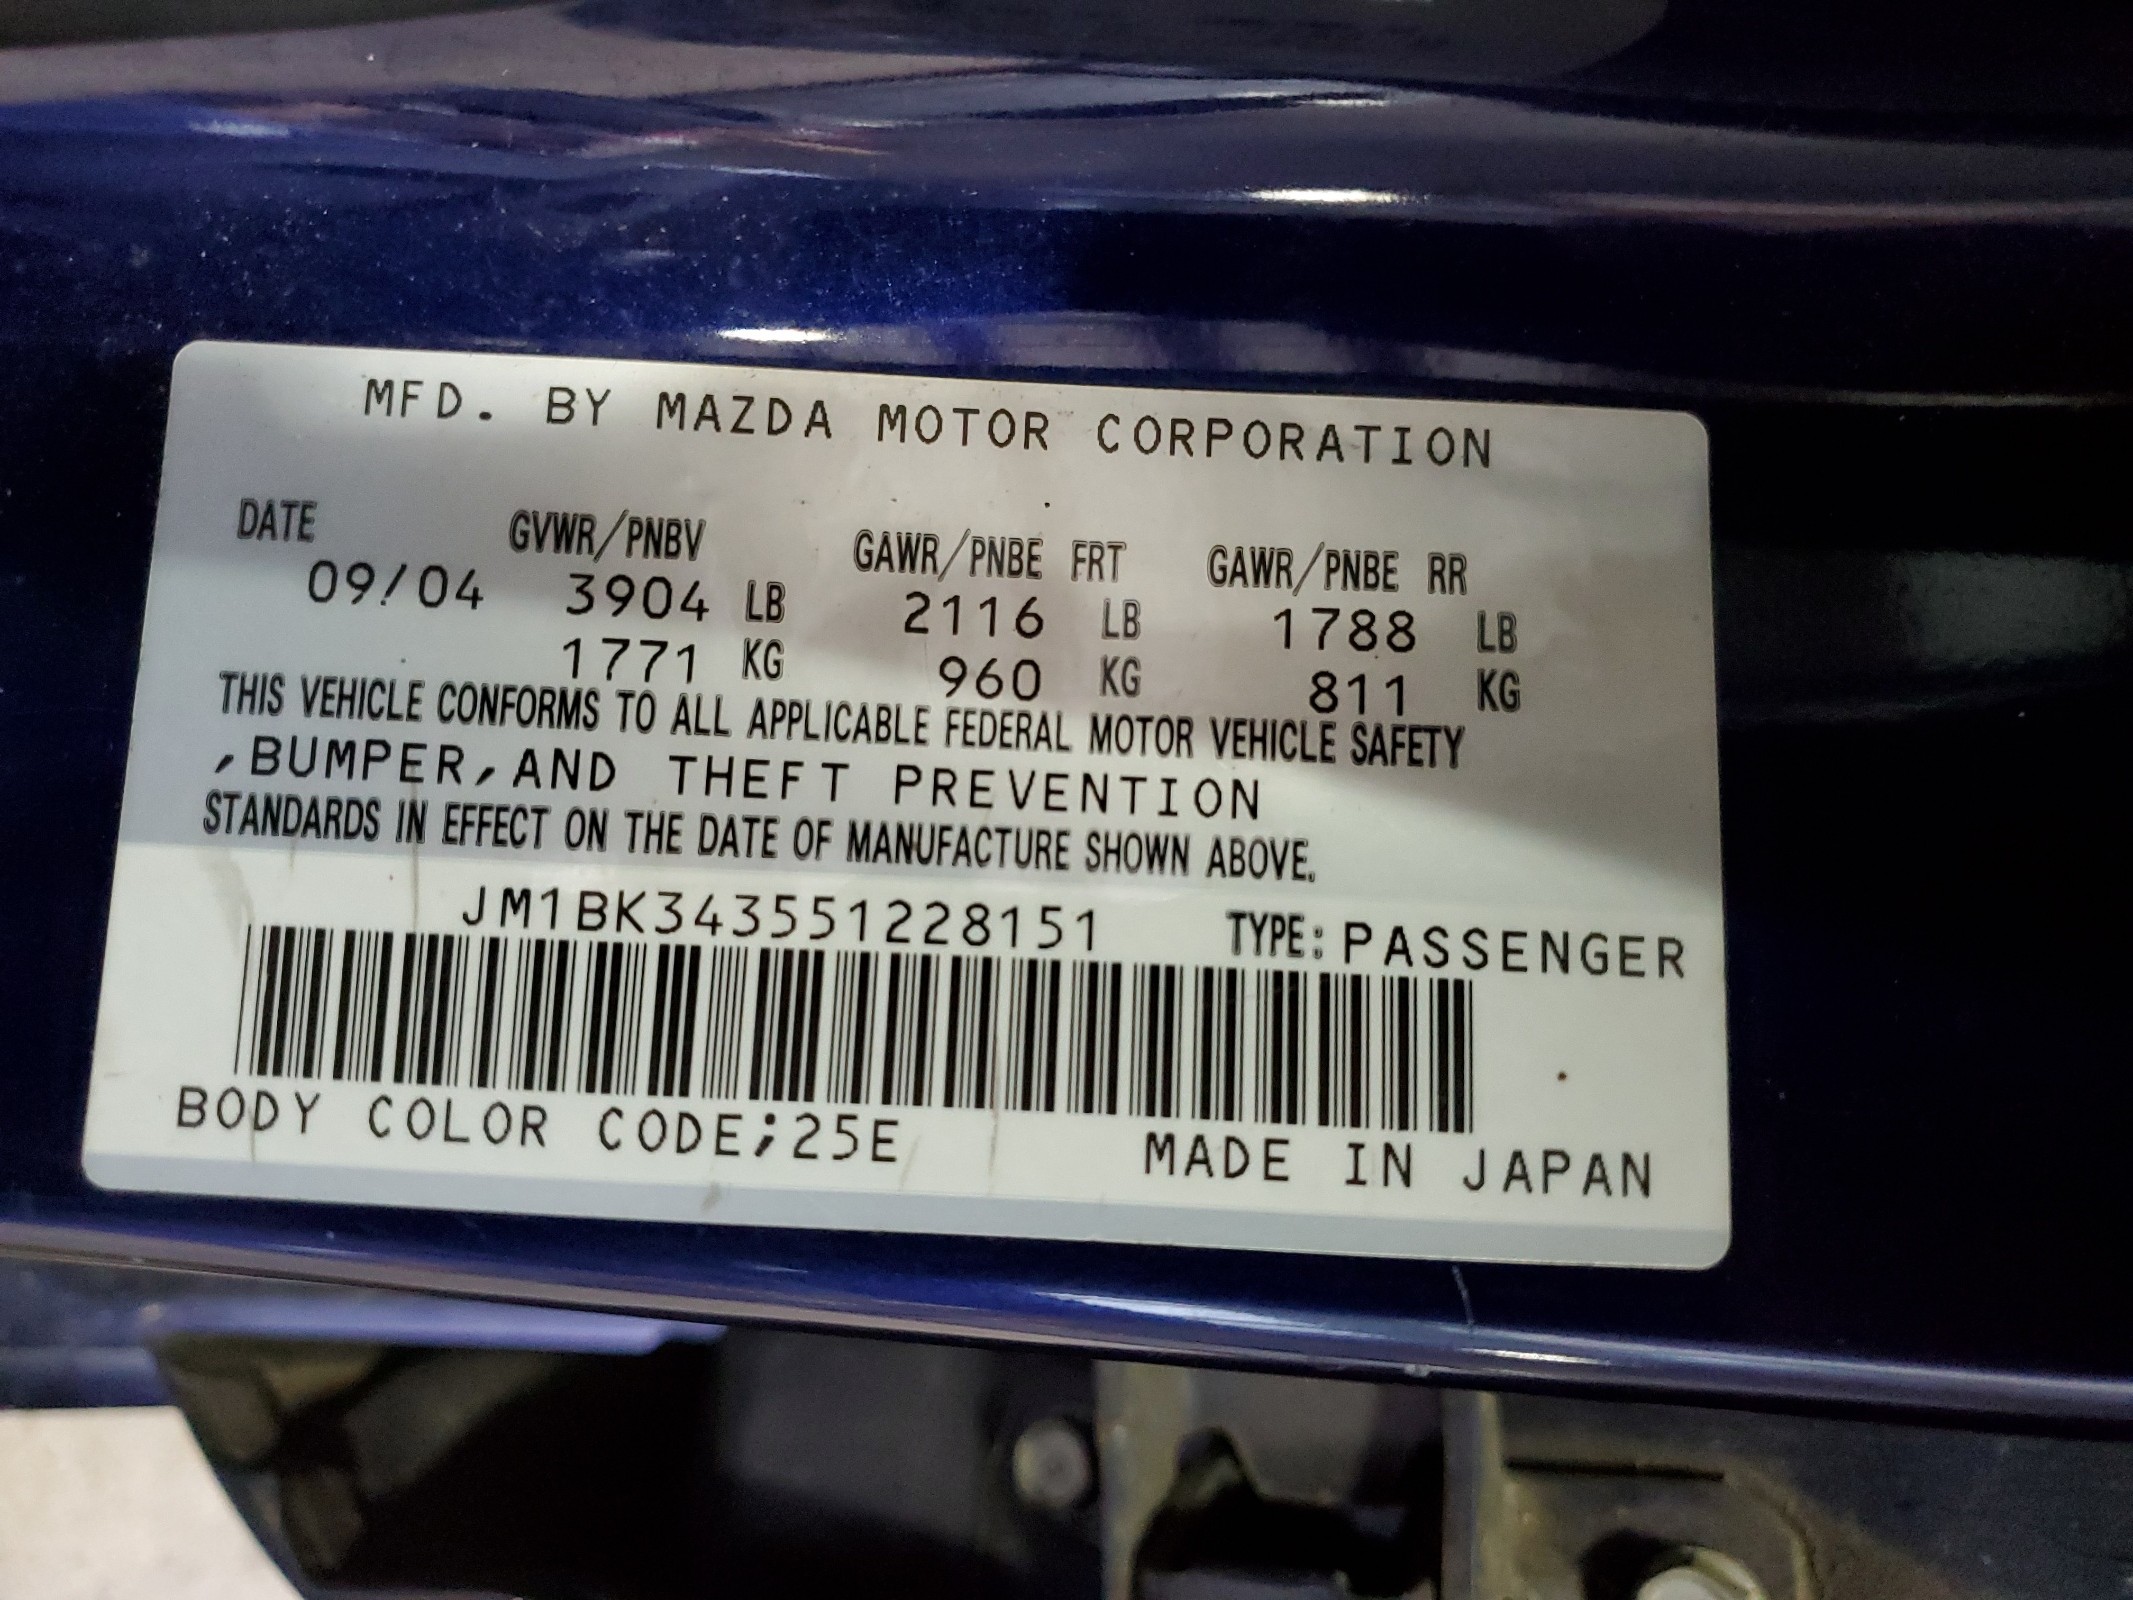 MFD. BY MAZDA MOTOR CORPORATION
DATE GVWR/PNBV GAWR/PNBE FRT GAWR/PNBE RR
09/04 3904 LB 2116 LB 1788 LB
1771 KG 960 KG 811 KG
THIS VEHICLE CONFORMS TO ALL APPLICABLE FEDERAL MOTOR VEHICLE SAFETY
,BUMPER,AND THEFT PREVENTION
STANDARDS IN EFFECT ON THE DATE OF MANUFACTURE SHOWN ABOVE.
JM1BK343551228151 TYPE: PASSENGER
BODY COLOR CODE;25E MADE IN JAPAN